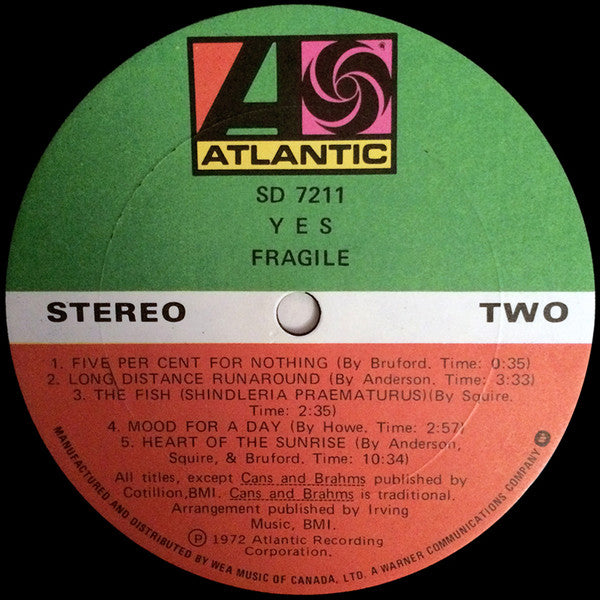 ATLANTIC
SD 7211
YES
FRAGILE
STEREO
TWO
1. FIVE PER CENT FOR NOTHING (By Bruford. Time: 0:35)
2. LONG DISTANCE RUNAROUND (By Anderson. Time: 3:33)
3. THE FISH (SHINDLERIA PRAEMATURUS)(By Squire.
Time: 2:35)
4. MOOD FOR A DAY (By Howe. Time: 2:57)
5. HEART OF THE SUNRISE (By Anderson,
Squire, & Bruford. Time: 10:34)
All titles, except Cans and Brahms published by
Cotillion,BMI. Cans and Brahms is traditional.
Arrangement published by Irving
Music, BMI.
Ⓟ 1972 Atlantic Recording
Corporation.
MANUFACTURED AND DISTRIBUTED BY WEA MUSIC OF CANADA, LTD. A WARNER COMMUNICATIONS COMPANY